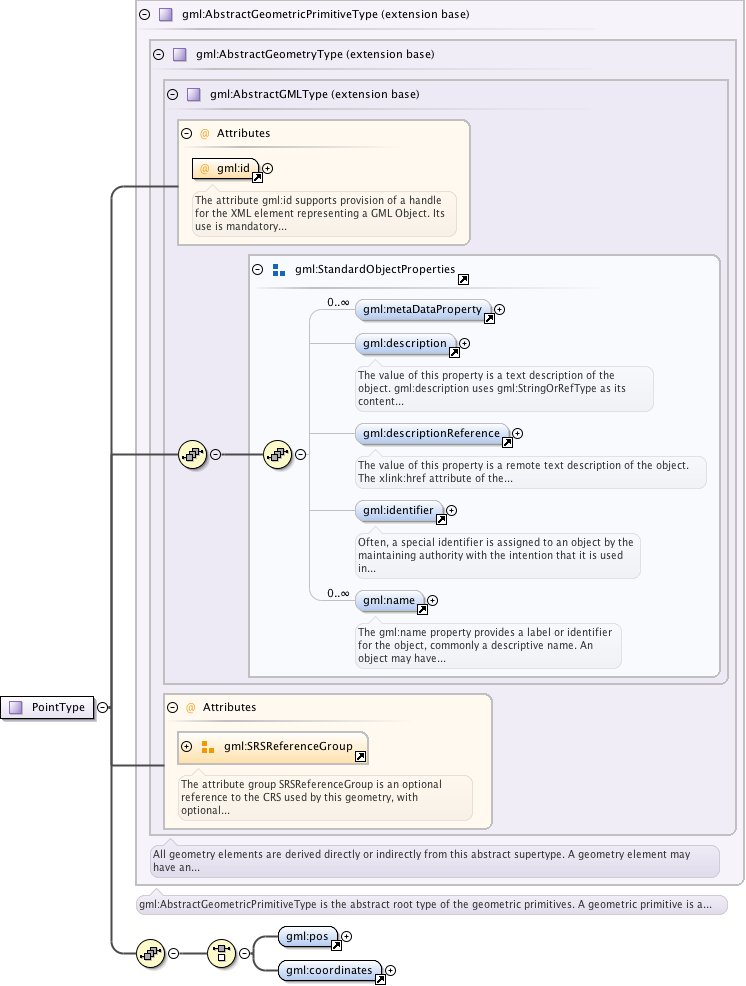 gml:AbstractGeometricPrimitiveType (extension base)
gml:AbstractGeometryType (extension base)
gml:AbstractGMLType (extension base)
@ Attributes
@ gml:id
The attribute gml:id supports provision of a handle
for the XML element representing a GML Object. Its
use is mandatory...
gml:StandardObjectProperties
0..∞
gml:metaDataProperty
gml:description
The value of this property is a text description of the
object. gml:description uses gml:StringOrRefType as its
content...
gml:descriptionReference
The value of this property is a remote text description of the object.
The xlink:href attribute of the...
gml:identifier
Often, a special identifier is assigned to an object by the
maintaining authority with the intention that it is used
in...
0..∞
gml:name
The gml:name property provides a label or identifier
for the object, commonly a descriptive name. An
object may have...
PointType
@ Attributes
gml:SRSReferenceGroup
The attribute group SRSReferenceGroup is an optional
reference to the CRS used by this geometry, with
optional...
All geometry elements are derived directly or indirectly from this abstract supertype. A geometry element may
have an...
gml:AbstractGeometricPrimitiveType is the abstract root type of the geometric primitives. A geometric primitive is a...
gml:pos
gml:coordinates